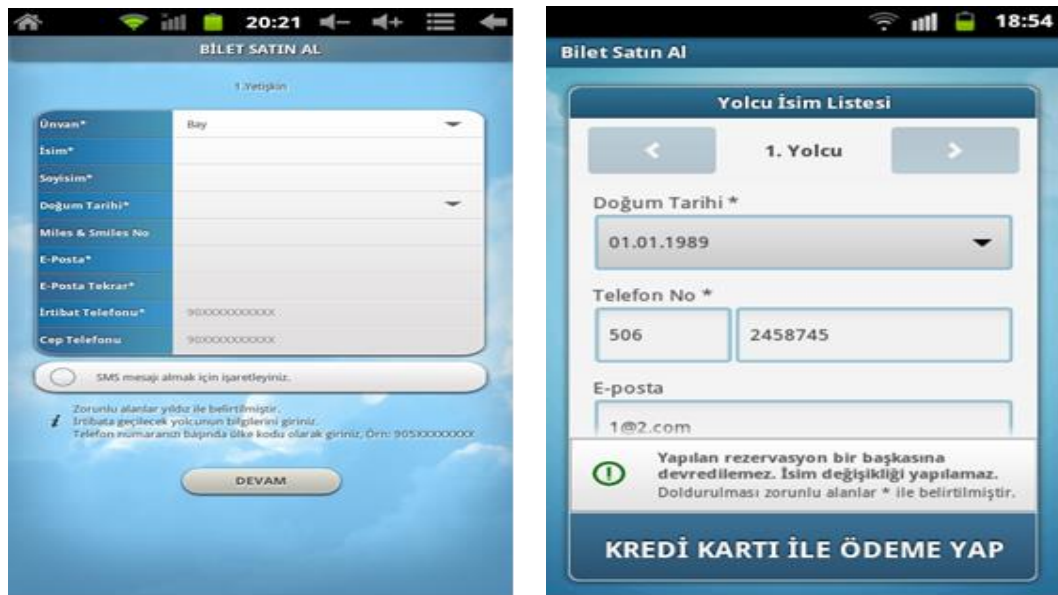 20:21
BİLET SATIN AL
1.Yetişkin
Ünvan* Bay
İsim*
Soyisim*
Doğum Tarihi*
Miles & Smiles No
E-Posta*
E-Posta Tekrar*
İrtibat Telefonu* 90XXXXXXXXXX
Cep Telefonu 90XXXXXXXXXX
SMS mesajı almak için işaretleyiniz.
Zorunlu alanlar yıldız ile belirtilmiştir.
İrtibata geçilecek yolcunun bilgilerini giriniz.
Telefon numaranızı başında ülke kodu olarak giriniz, Örn: 905XXXXXXXXX
DEVAM
18:54
Bilet Satın Al
Yolcu İsim Listesi
1. Yolcu
Doğum Tarihi *
01.01.1989
Telefon No *
506 2458745
E-posta
1@2.com
Yapılan rezervasyon bir başkasına
devredilemez. İsim değişikliği yapılamaz.
Doldurulması zorunlu alanlar * ile belirtilmiştir.
KREDİ KARTI İLE ÖDEME YAP